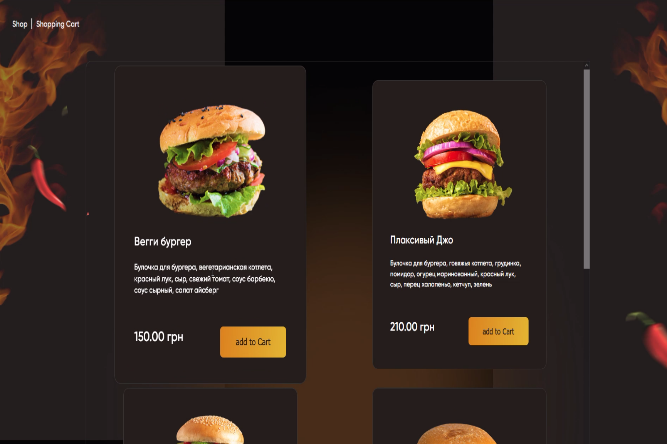 Shop | Shopping Cart
Вегги бургер
Булочка для бургера, вегетарианская котлета,
красный лук, сыр, свежий томат, соус барбекю,
соус сырный, салат айсберг
150.00 грн
add to Cart
Плаксивый Джо
Булочка для бургера, говяжья котлета, грудинка,
помидор, огурец маринованный, красный лук,
сыр, перец халапеньо, кетчуп, зелень
210.00 грн
add to Cart